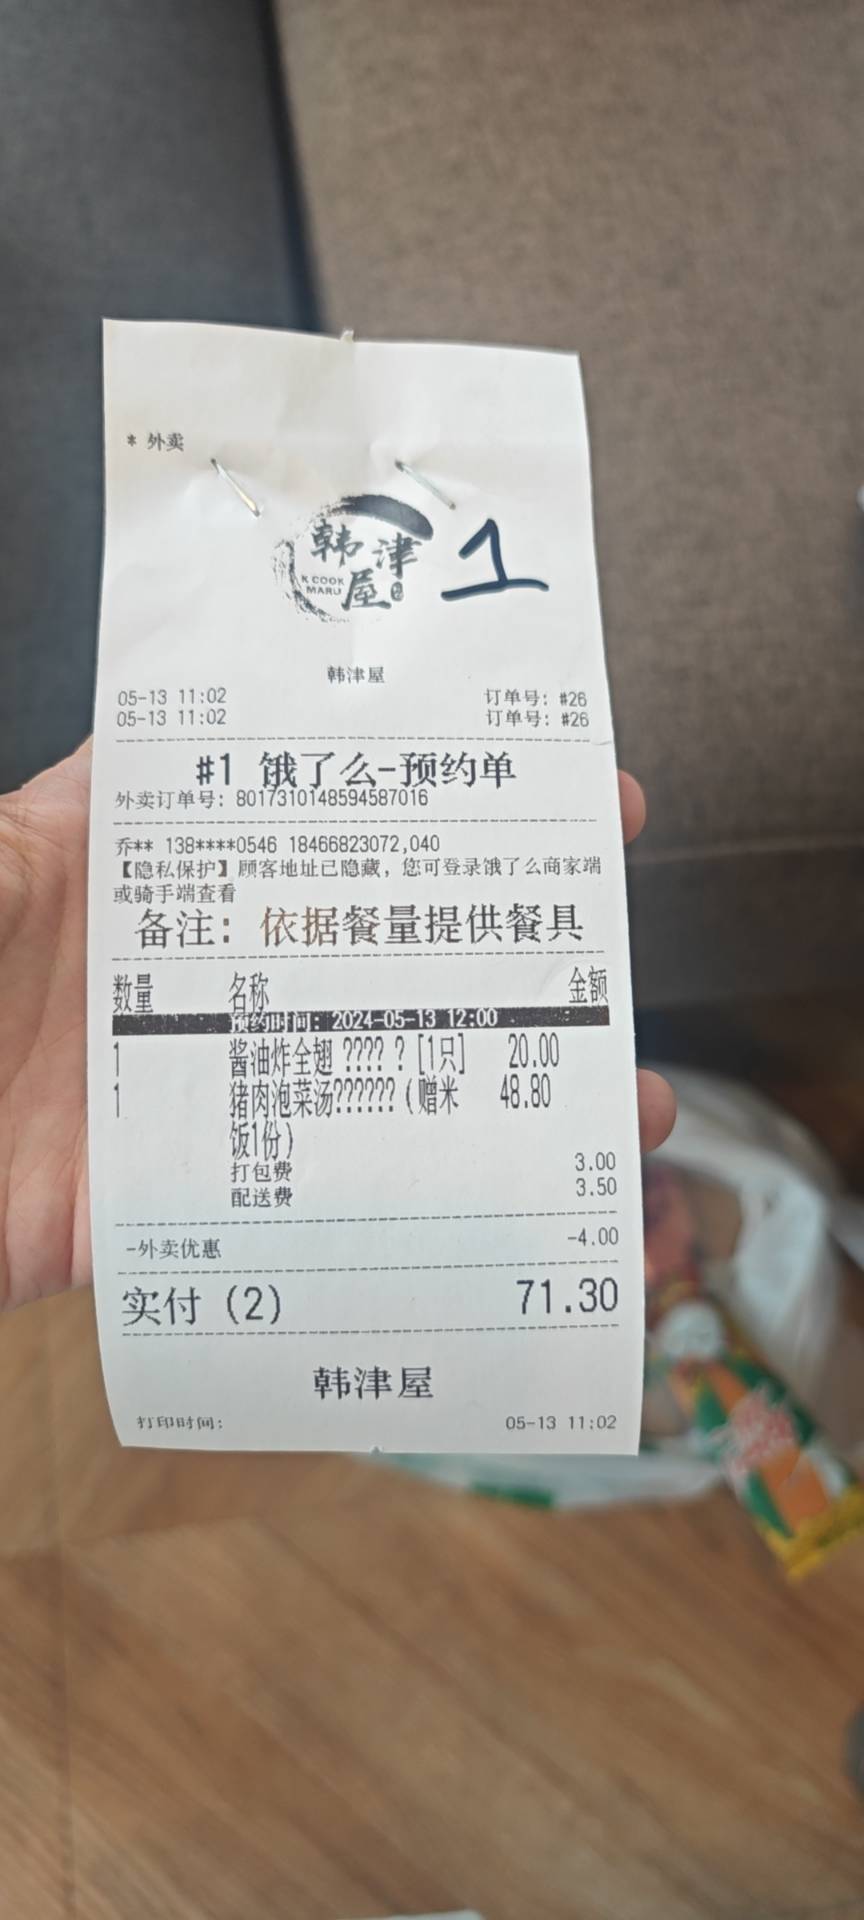 * 外卖
韩津屋
K COOK
MARU
1
韩津屋
05-13 11:02 订单号: #26
05-13 11:02 订单号: #26
#1 饿了么-预约单
外卖订单号: 8017310148594587016
乔** 138****0546 18466823072,040
【隐私保护】顾客地址已隐藏，您可登录饿了么商家端
或骑手端查看
备注: 依据餐量提供餐具
数量 名称 金额
预约时间: 2024-05-13 12:00
1 酱油炸全翅 ???? ? [1只] 20.00
1 猪肉泡菜汤??????(赠米 48.80
饭1份)
打包费 3.00
配送费 3.50
-外卖优惠 -4.00
实付 (2) 71.30
韩津屋
打印时间: 05-13 11:02